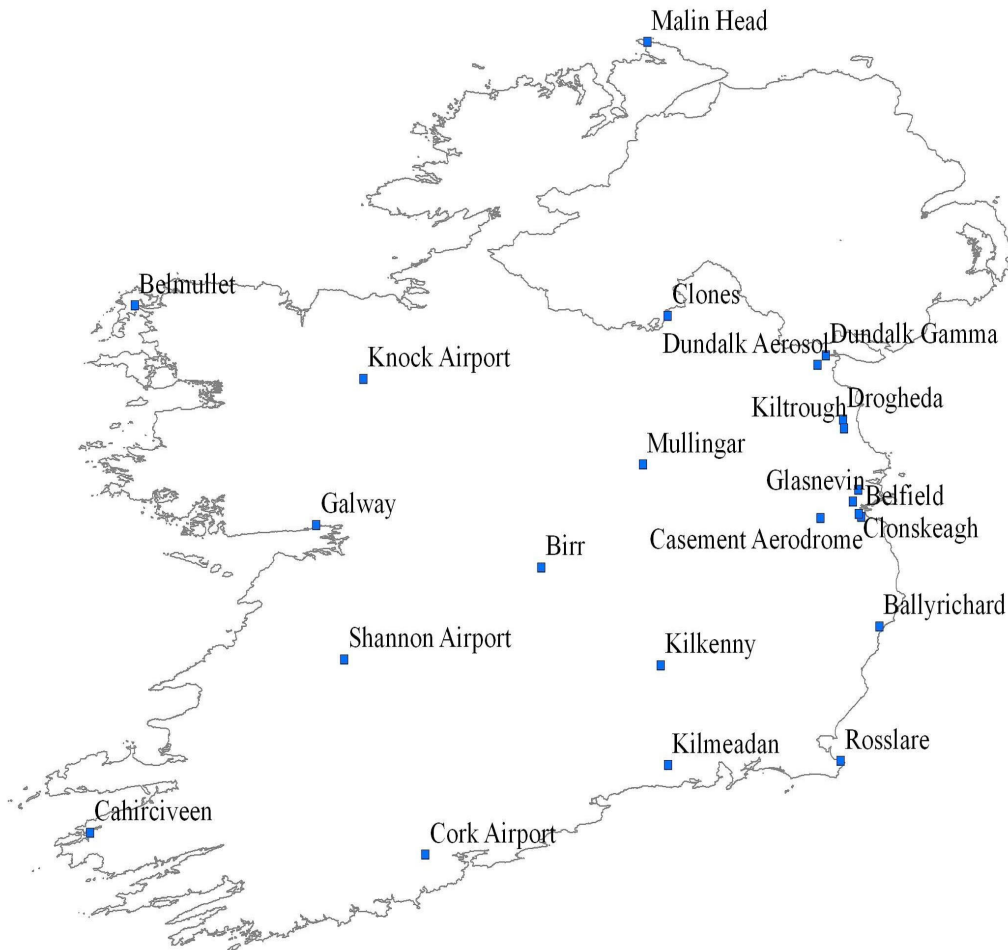 Malin Head
Belmullet
Clones
Dundalk Gamma
Dundalk Aerosol
Knock Airport
Drogheda
Kiltrough
Mullingar
Glasnevin
Belfield
Galway
Clonskeagh
Casement Aerodrome
Birr
Ballyrichard
Shannon Airport
Kilkenny
Rosslare
Kilmeadan
Cahirciveen
Cork Airport